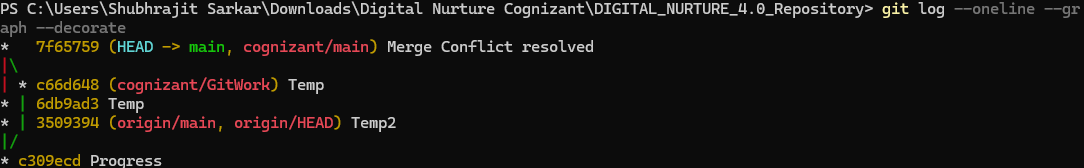 PS C:\Users\Shubhrajit Sarkar\Downloads\Digital Nurture Cognizant\DIGITAL_NURTURE_4.0_Repository> git log --oneline --gr
aph --decorate
*   7f65759 (HEAD -> main, cognizant/main) Merge Conflict resolved
|\
| * c66d648 (cognizant/GitWork) Temp
* | 6db9ad3 Temp
* | 3509394 (origin/main, origin/HEAD) Temp2
|/
* c309ecd Progress